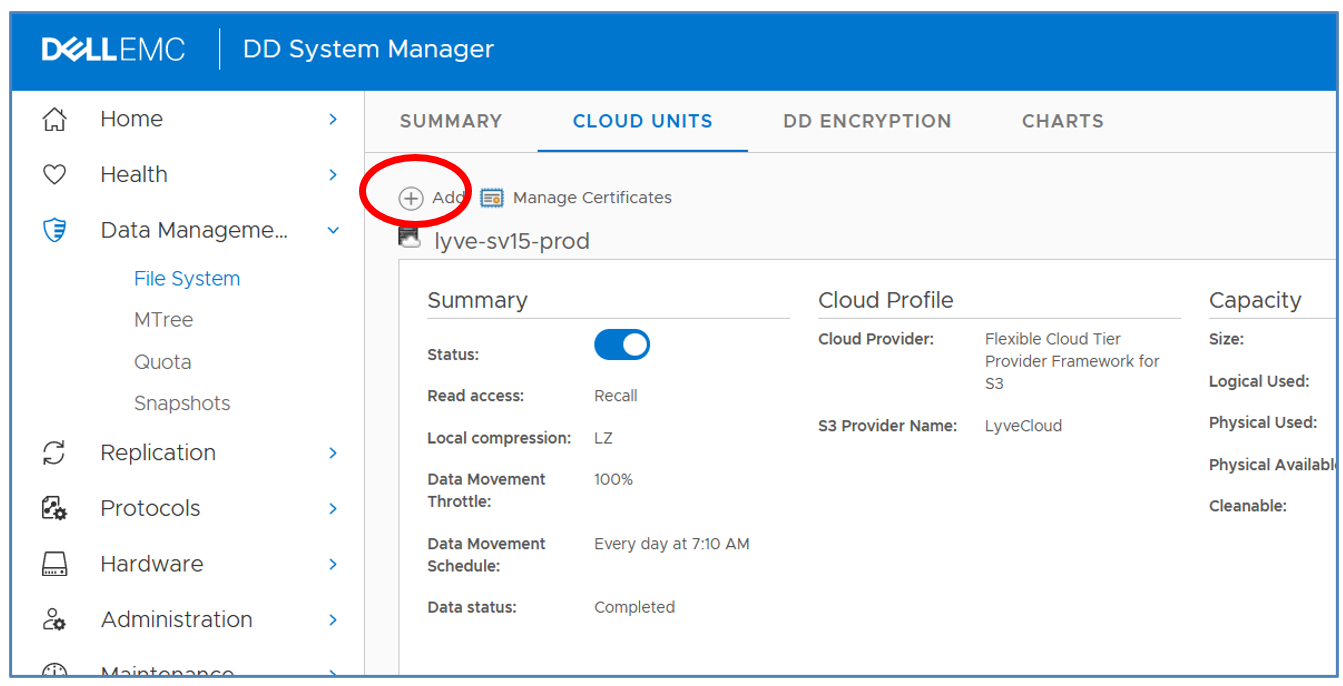 DELLEMC
DD System Manager
Home
Health
Data Manageme...
File System
MTree
Quota
Snapshots
Replication
Protocols
Hardware
Administration
Maintenance
SUMMARY
CLOUD UNITS
DD ENCRYPTION
CHARTS
Add
Manage Certificates
lyve-sv15-prod
Summary
Status:
Read access:
Recall
Local compression:
LZ
Data Movement
Throttle:
100%
Data Movement
Schedule:
Every day at 7:10 AM
Data status:
Completed
Cloud Profile
Cloud Provider:
Flexible Cloud Tier
Provider Framework for
S3
S3 Provider Name:
LyveCloud
Capacity
Size:
Logical Used:
Physical Used:
Physical Availabl
Cleanable: